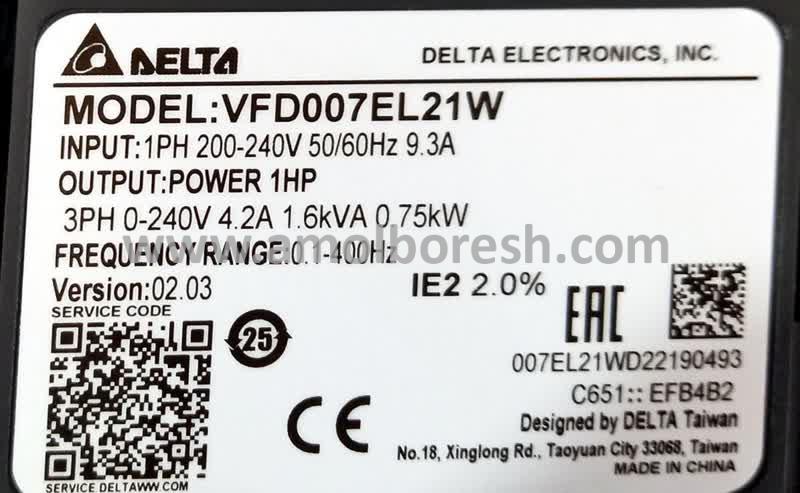 DELTA
DELTA ELECTRONICS, INC.
MODEL:VFD007EL21W
INPUT:1PH 200-240V 50/60Hz 9.3A
OUTPUT:POWER 1HP
3PH 0-240V 4.2A 1.6kVA 0.75kW
www.amolboresh.com
FREQUENCY RANGE:0.1-400Hz
Version:02.03
IE2 2.0%
SERVICE CODE
25
EAC
007EL21WD22190493
C651:: EFB4B2
CE
Designed by DELTA Taiwan
No.18, Xinglong Rd., Taoyuan City 33068, Taiwan
MADE IN CHINA
SERVICE.DELTAWW.COM